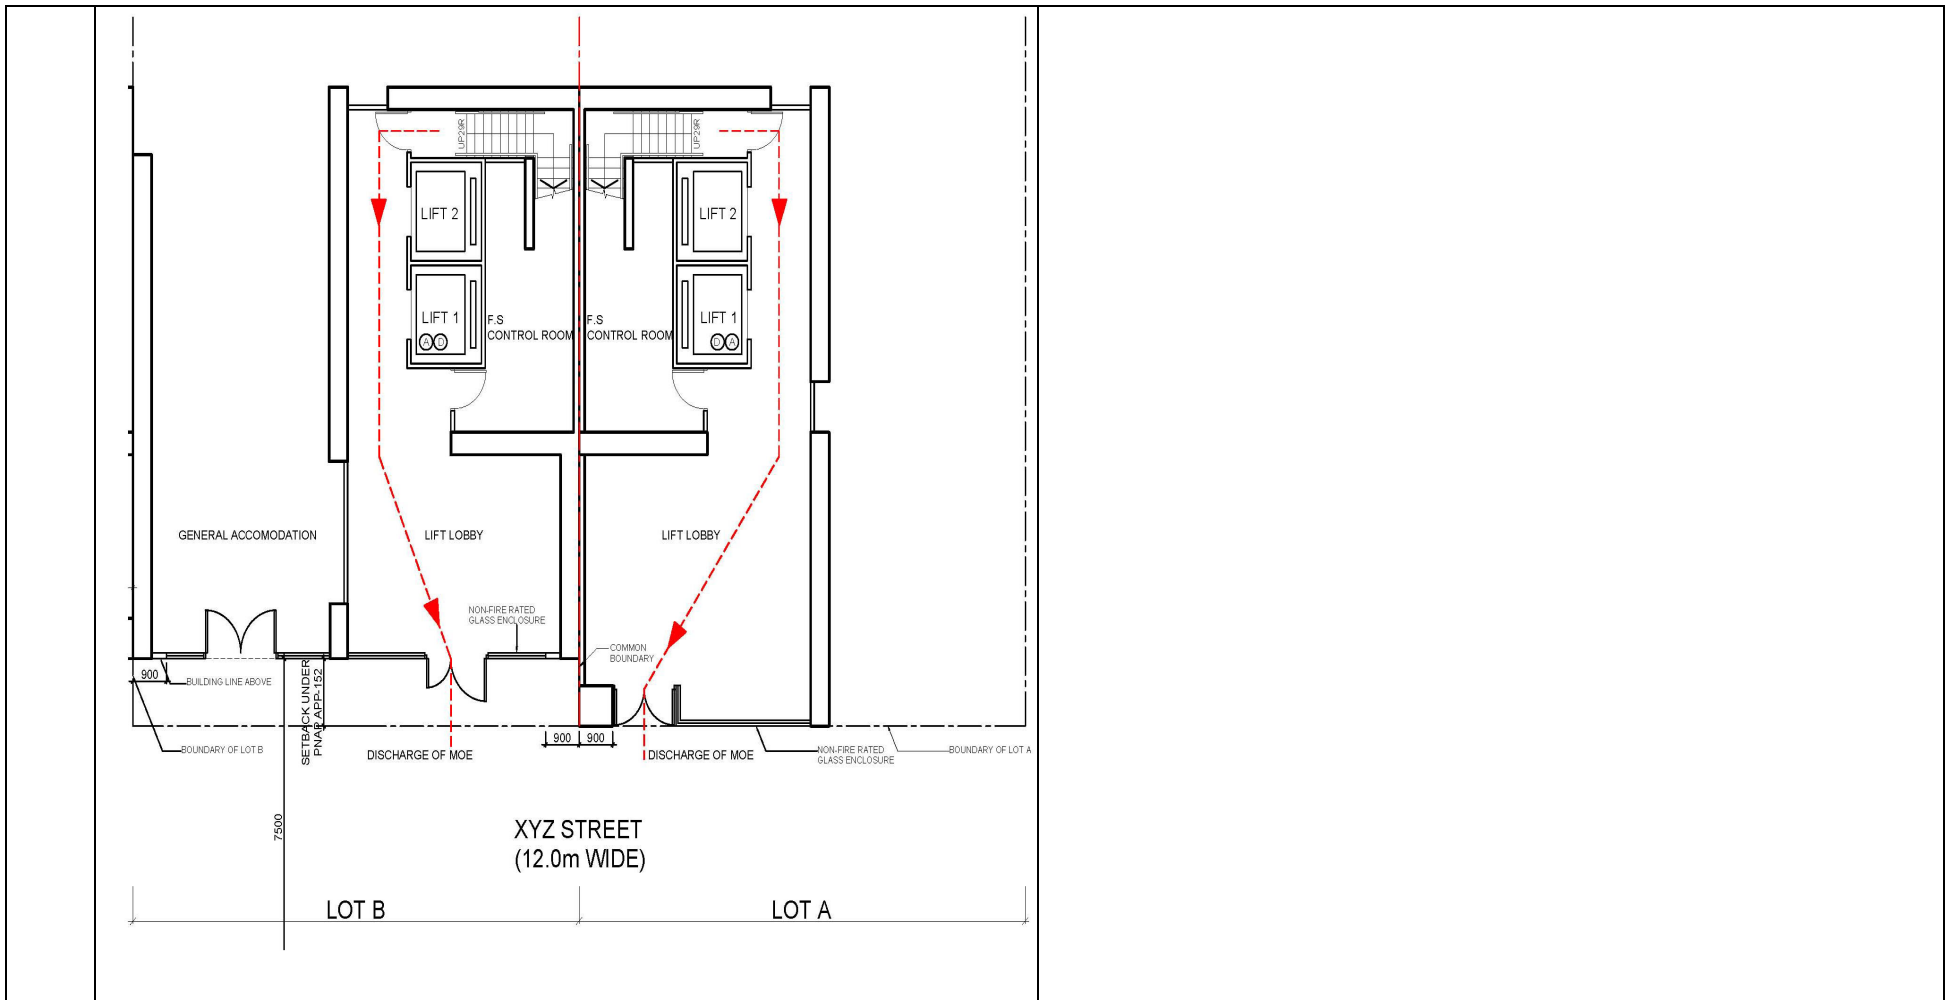 UP29R
UP29R
LIFT 2
LIFT 2
LIFT 1
A D
LIFT 1
D A
F.S
CONTROL ROOM
F.S
CONTROL ROOM
GENERAL ACCOMODATION
LIFT LOBBY
LIFT LOBBY
NON-FIRE RATED
GLASS ENCLOSURE
COMMON
BOUNDARY
900
BUILDING LINE ABOVE
SETBACK UNDER
PNAP APP-152
BOUNDARY OF LOT B
DISCHARGE OF MOE
900
900
DISCHARGE OF MOE
NON-FIRE RATED
GLASS ENCLOSURE
BOUNDARY OF LOT A
7500
XYZ STREET
(12.0m WIDE)
LOT B
LOT A